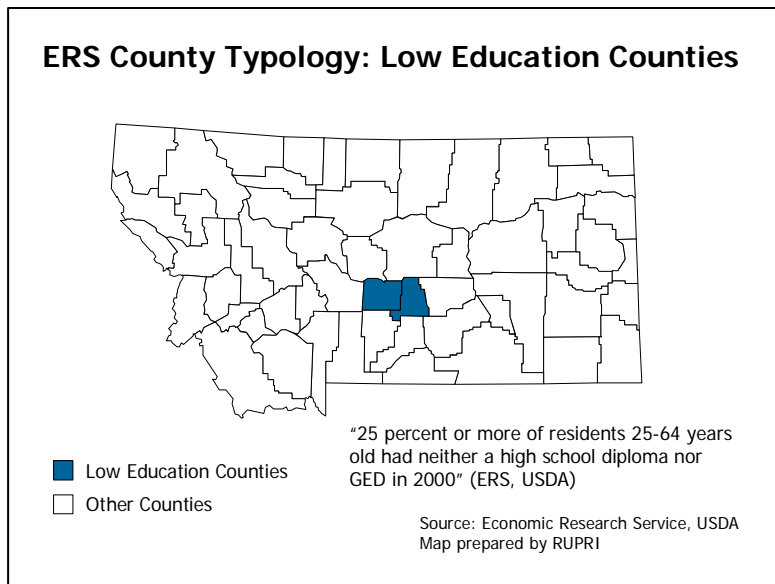 ERS County Typology: Low Education Counties
"25 percent or more of residents 25-64 years
old had neither a high school diploma nor
GED in 2000" (ERS, USDA)
Low Education Counties
Other Counties
Source: Economic Research Service, USDA
Map prepared by RUPRI